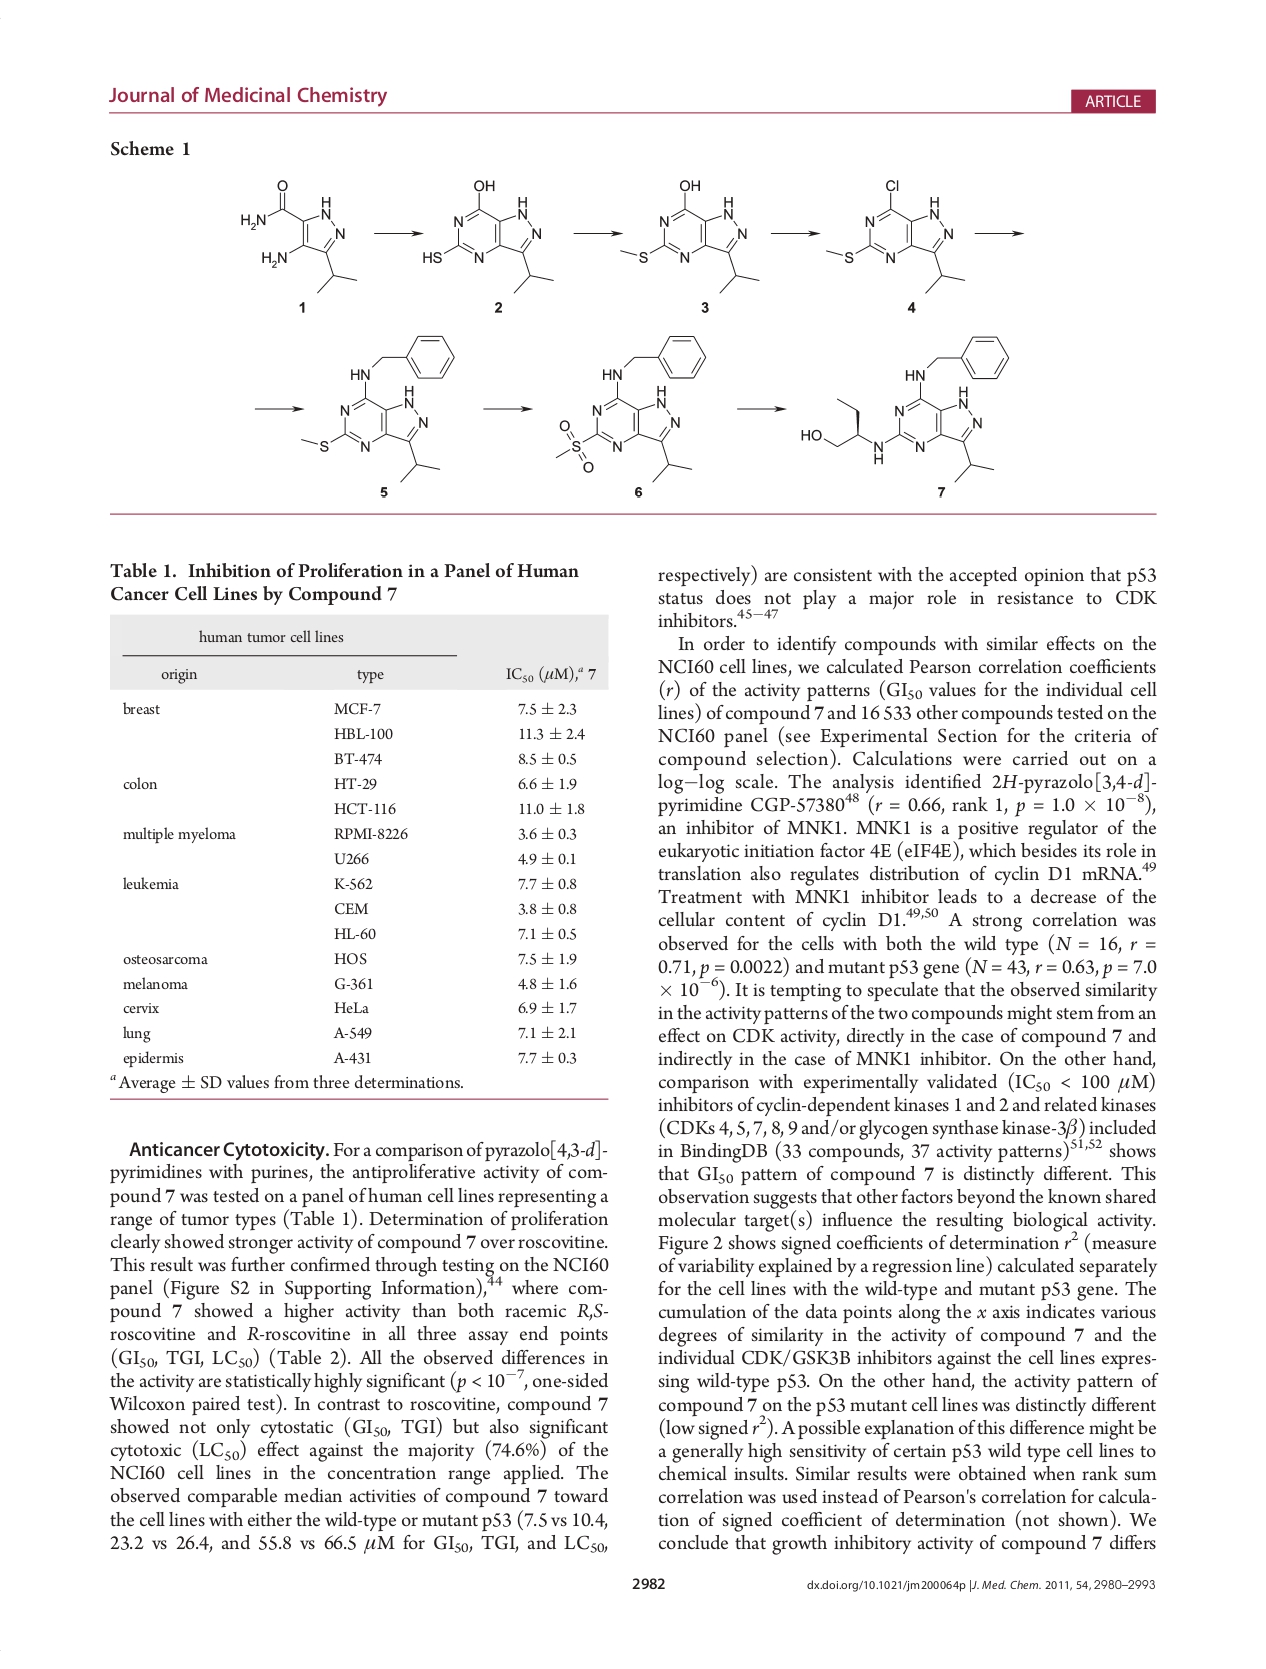 Journal of Medicinal Chemistry
ARTICLE
Scheme 1
O
H₂N
H₂N
H
N
N
1
OH
N
HS
N
H
N
N
2
OH
N
S
N
H
N
N
3
Cl
N
S
N
H
N
N
4
HN
N
S
N
H
N
N
5
HN
N
O
S
O
N
H
N
N
6
HN
N
HO
N
H
N
H
N
N
7
Table 1. Inhibition of Proliferation in a Panel of Human
Cancer Cell Lines by Compound 7
human tumor cell lines
origin type IC₅₀ (μM),ᵃ 7
breast MCF-7 7.5 ± 2.3
HBL-100 11.3 ± 2.4
BT-474 8.5 ± 0.5
colon HT-29 6.6 ± 1.9
HCT-116 11.0 ± 1.8
multiple myeloma RPMI-8226 3.6 ± 0.3
U266 4.9 ± 0.1
leukemia K-562 7.7 ± 0.8
CEM 3.8 ± 0.8
HL-60 7.1 ± 0.5
osteosarcoma HOS 7.5 ± 1.9
melanoma G-361 4.8 ± 1.6
cervix HeLa 6.9 ± 1.7
lung A-549 7.1 ± 2.1
epidermis A-431 7.7 ± 0.3
ᵃ Average ± SD values from three determinations.
Anticancer Cytotoxicity. For a comparison of pyrazolo[4,3-d]-
pyrimidines with purines, the antiproliferative activity of com-
pound 7 was tested on a panel of human cell lines representing a
range of tumor types (Table 1). Determination of proliferation
clearly showed stronger activity of compound 7 over roscovitine.
This result was further confirmed through testing on the NCI60
panel (Figure S2 in Supporting Information),⁴⁴ where com-
pound 7 showed a higher activity than both racemic R,S-
roscovitine and R-roscovitine in all three assay end points
(GI₅₀, TGI, LC₅₀) (Table 2). All the observed differences in
the activity are statistically highly significant (p < 10⁻⁷, one-sided
Wilcoxon paired test). In contrast to roscovitine, compound 7
showed not only cytostatic (GI₅₀, TGI) but also significant
cytotoxic (LC₅₀) effect against the majority (74.6%) of the
NCI60 cell lines in the concentration range applied. The
observed comparable median activities of compound 7 toward
the cell lines with either the wild-type or mutant p53 (7.5 vs 10.4,
23.2 vs 26.4, and 55.8 vs 66.5 μM for GI₅₀, TGI, and LC₅₀,
respectively) are consistent with the accepted opinion that p53
status does not play a major role in resistance to CDK
inhibitors.⁴⁵⁻⁴⁷
In order to identify compounds with similar effects on the
NCI60 cell lines, we calculated Pearson correlation coefficients
(r) of the activity patterns (GI₅₀ values for the individual cell
lines) of compound 7 and 16 533 other compounds tested on the
NCI60 panel (see Experimental Section for the criteria of
compound selection). Calculations were carried out on a
log−log scale. The analysis identified 2H-pyrazolo[3,4-d]-
pyrimidine CGP-57380⁴⁸ (r = 0.66, rank 1, p = 1.0 × 10⁻⁸),
an inhibitor of MNK1. MNK1 is a positive regulator of the
eukaryotic initiation factor 4E (eIF4E), which besides its role in
translation also regulates distribution of cyclin D1 mRNA.⁴⁹
Treatment with MNK1 inhibitor leads to a decrease of the
cellular content of cyclin D1.⁴⁹,⁵⁰ A strong correlation was
observed for the cells with both the wild type (N = 16, r =
0.71, p = 0.0022) and mutant p53 gene (N = 43, r = 0.63, p = 7.0
× 10⁻⁶). It is tempting to speculate that the observed similarity
in the activity patterns of the two compounds might stem from an
effect on CDK activity, directly in the case of compound 7 and
indirectly in the case of MNK1 inhibitor. On the other hand,
comparison with experimentally validated (IC₅₀ < 100 μM)
inhibitors of cyclin-dependent kinases 1 and 2 and related kinases
(CDKs 4, 5, 7, 8, 9 and/or glycogen synthase kinase-3β) included
in BindingDB (33 compounds, 37 activity patterns)⁵¹,⁵² shows
that GI₅₀ pattern of compound 7 is distinctly different. This
observation suggests that other factors beyond the known shared
molecular target(s) influence the resulting biological activity.
Figure 2 shows signed coefficients of determination r² (measure
of variability explained by a regression line) calculated separately
for the cell lines with the wild-type and mutant p53 gene. The
cumulation of the data points along the x axis indicates various
degrees of similarity in the activity of compound 7 and the
individual CDK/GSK3B inhibitors against the cell lines expres-
sing wild-type p53. On the other hand, the activity pattern of
compound 7 on the p53 mutant cell lines was distinctly different
(low signed r²). A possible explanation of this difference might be
a generally high sensitivity of certain p53 wild type cell lines to
chemical insults. Similar results were obtained when rank sum
correlation was used instead of Pearson's correlation for calcula-
tion of signed coefficient of determination (not shown). We
conclude that growth inhibitory activity of compound 7 differs
2982
dx.doi.org/10.1021/jm200064p |J. Med. Chem. 2011, 54, 2980–2993